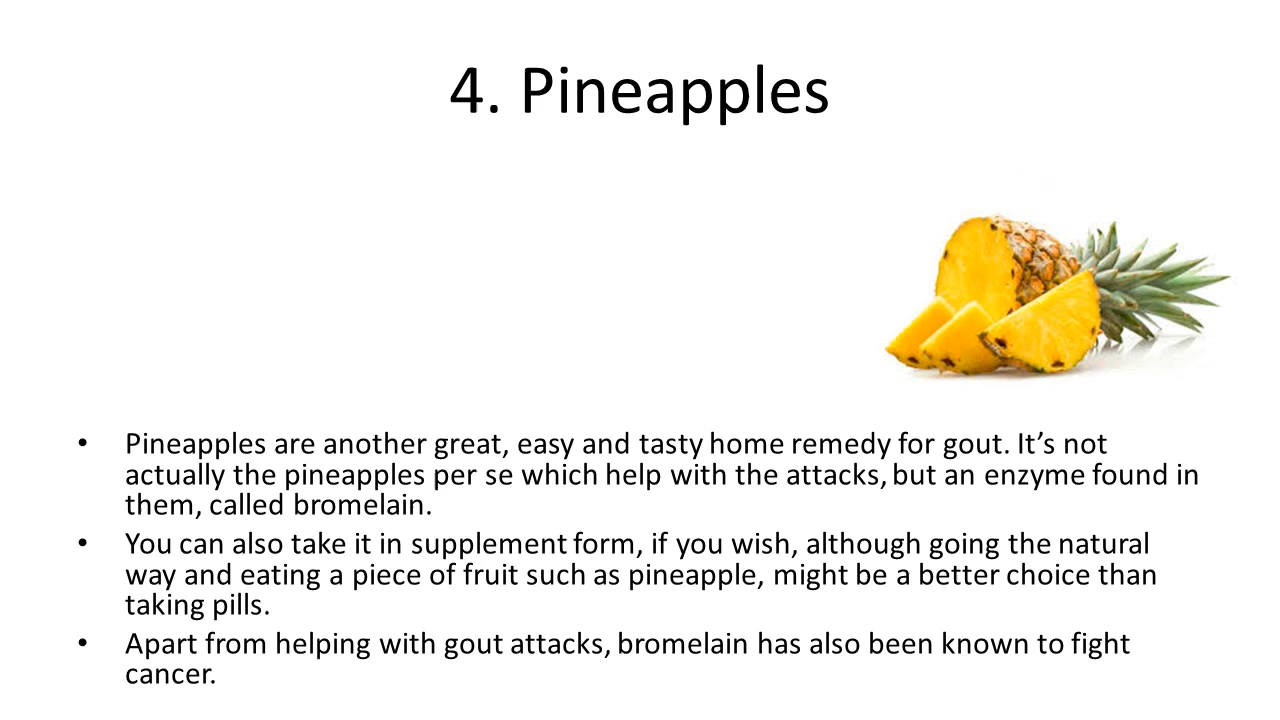 4. Pineapples
• Pineapples are another great, easy and tasty home remedy for gout. It’s not
actually the pineapples per se which help with the attacks, but an enzyme found in
them, called bromelain.
• You can also take it in supplement form, if you wish, although going the natural
way and eating a piece of fruit such as pineapple, might be a better choice than
taking pills.
• Apart from helping with gout attacks, bromelain has also been known to fight
cancer.